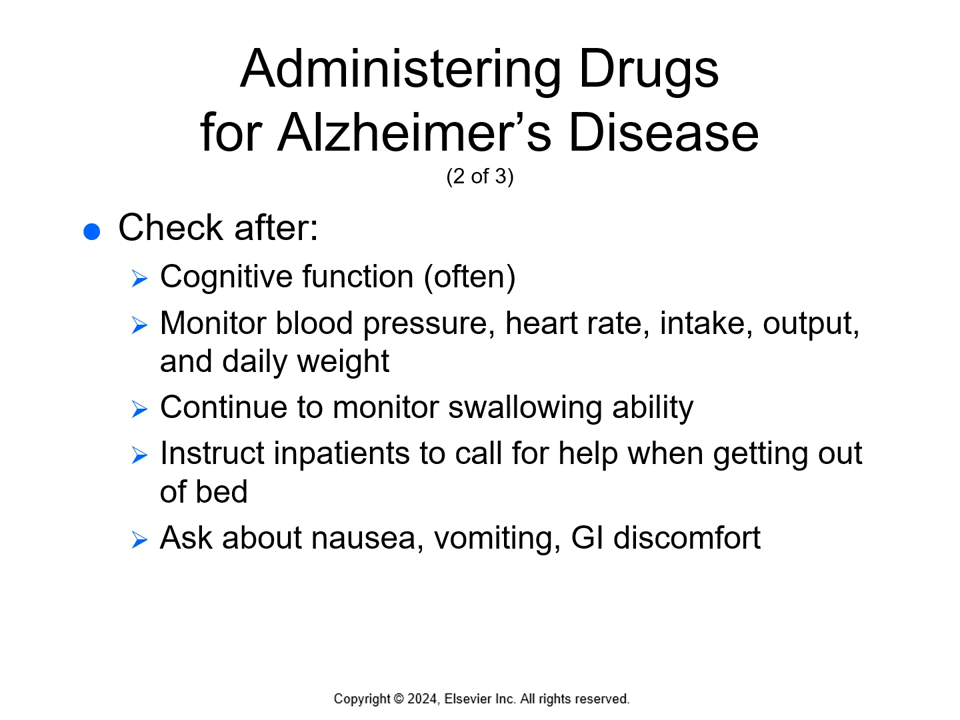 Administering Drugs
for Alzheimer’s Disease
(2 of 3)
Check after:
Cognitive function (often)
Monitor blood pressure, heart rate, intake, output,
and daily weight
Continue to monitor swallowing ability
Instruct inpatients to call for help when getting out
of bed
Ask about nausea, vomiting, GI discomfort
Copyright © 2024, Elsevier Inc. All rights reserved.